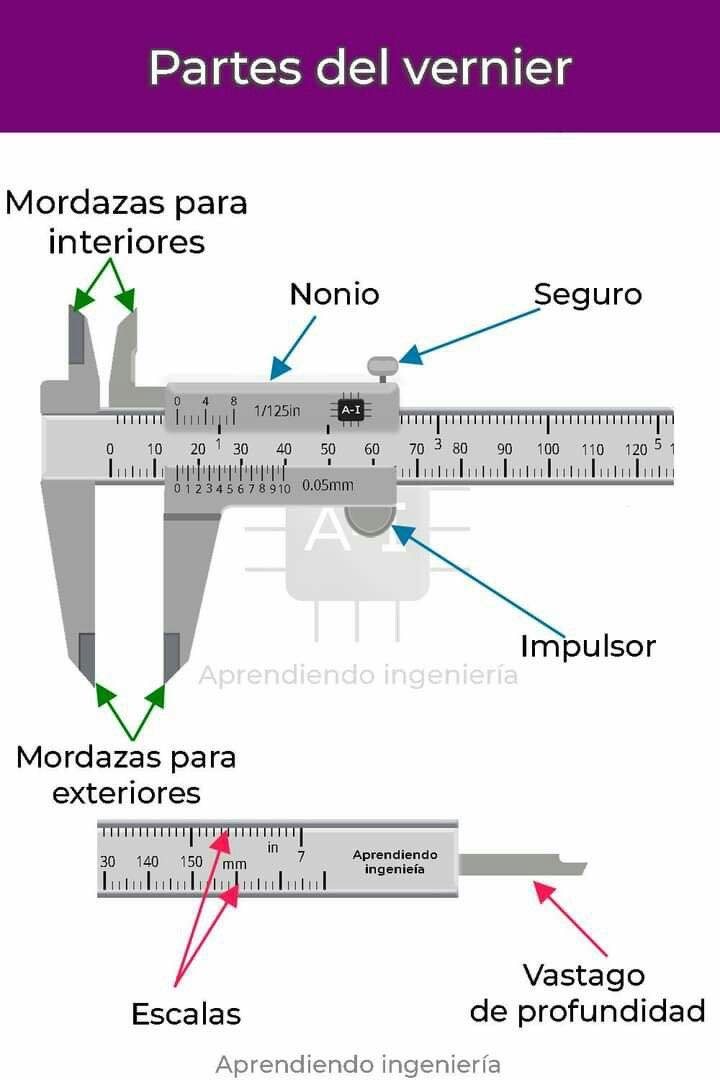 Partes del vernier
Mordazas para
interiores
Nonio
Seguro
0 4 8
1/125in
A-I
0 10 20 1 30 40 50 60 70 3 80 90 100 110 120 5 1
0 1 2 3 4 5 6 7 8 9 10
0.05mm
A-I
Impulsor
Aprendiendo ingeniería
Mordazas para
exteriores
in
7
30 140 150 mm
Aprendiendo
ingenieía
Vastago
de profundidad
Escalas
Aprendiendo ingeniería